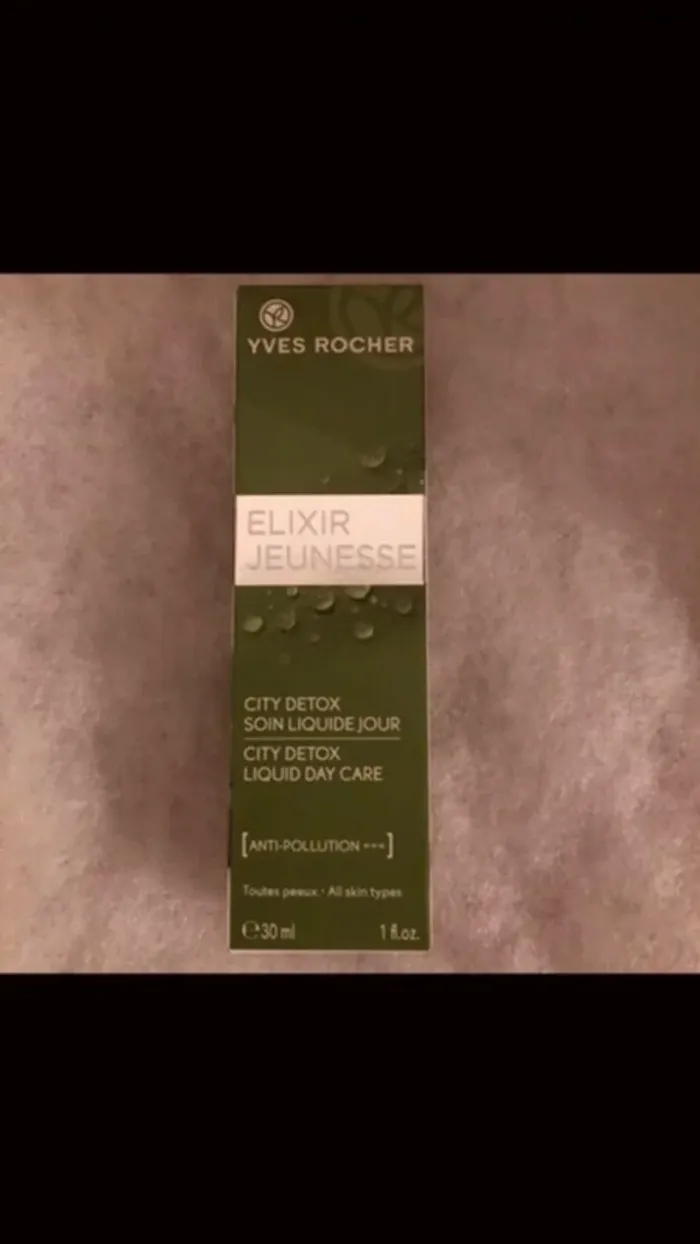 YVES ROCHER
ELIXIR
JEUNESSE
CITY DETOX
SOIN LIQUIDE JOUR
CITY DETOX
LIQUID DAY CARE
[ANTI-POLLUTION +++]
Toutes peaux • All skin types
℮30 ml 1 fl.oz.